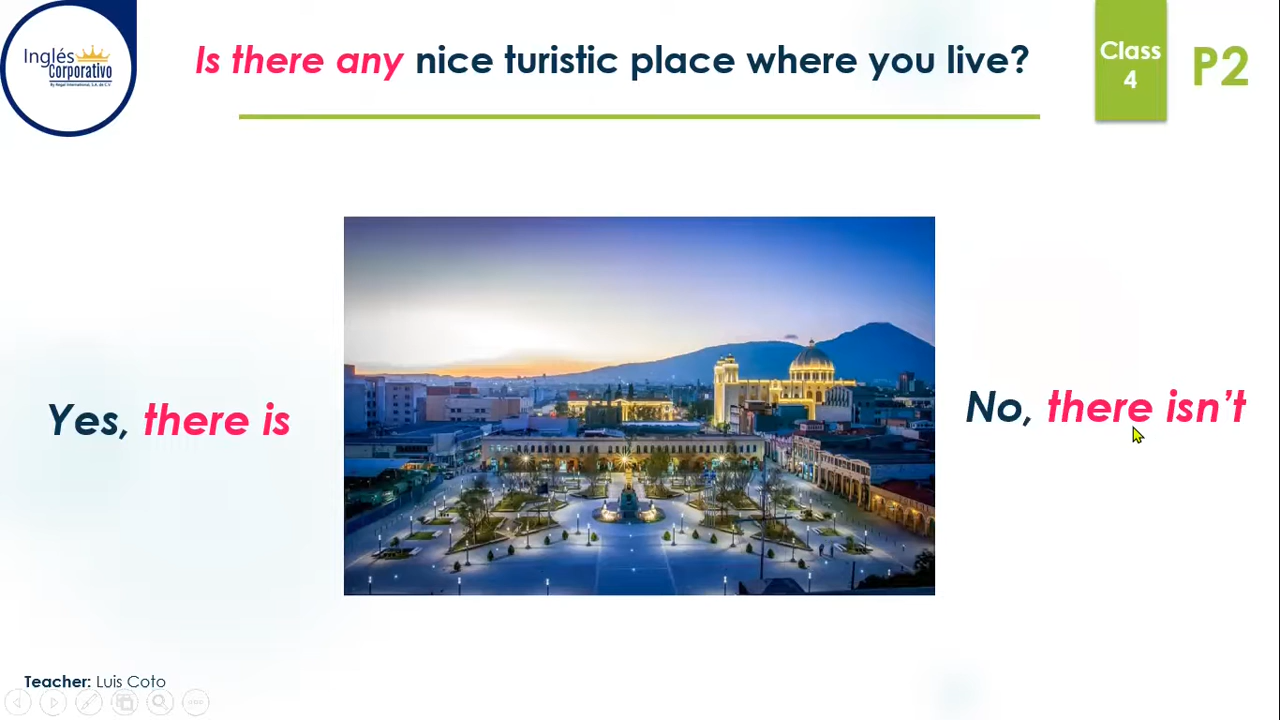 Inglés
Corporativo
Is there any nice turistic place where you live?
Class
4
P2
Yes, there is
No, there isn't
Teacher: Luis Coto